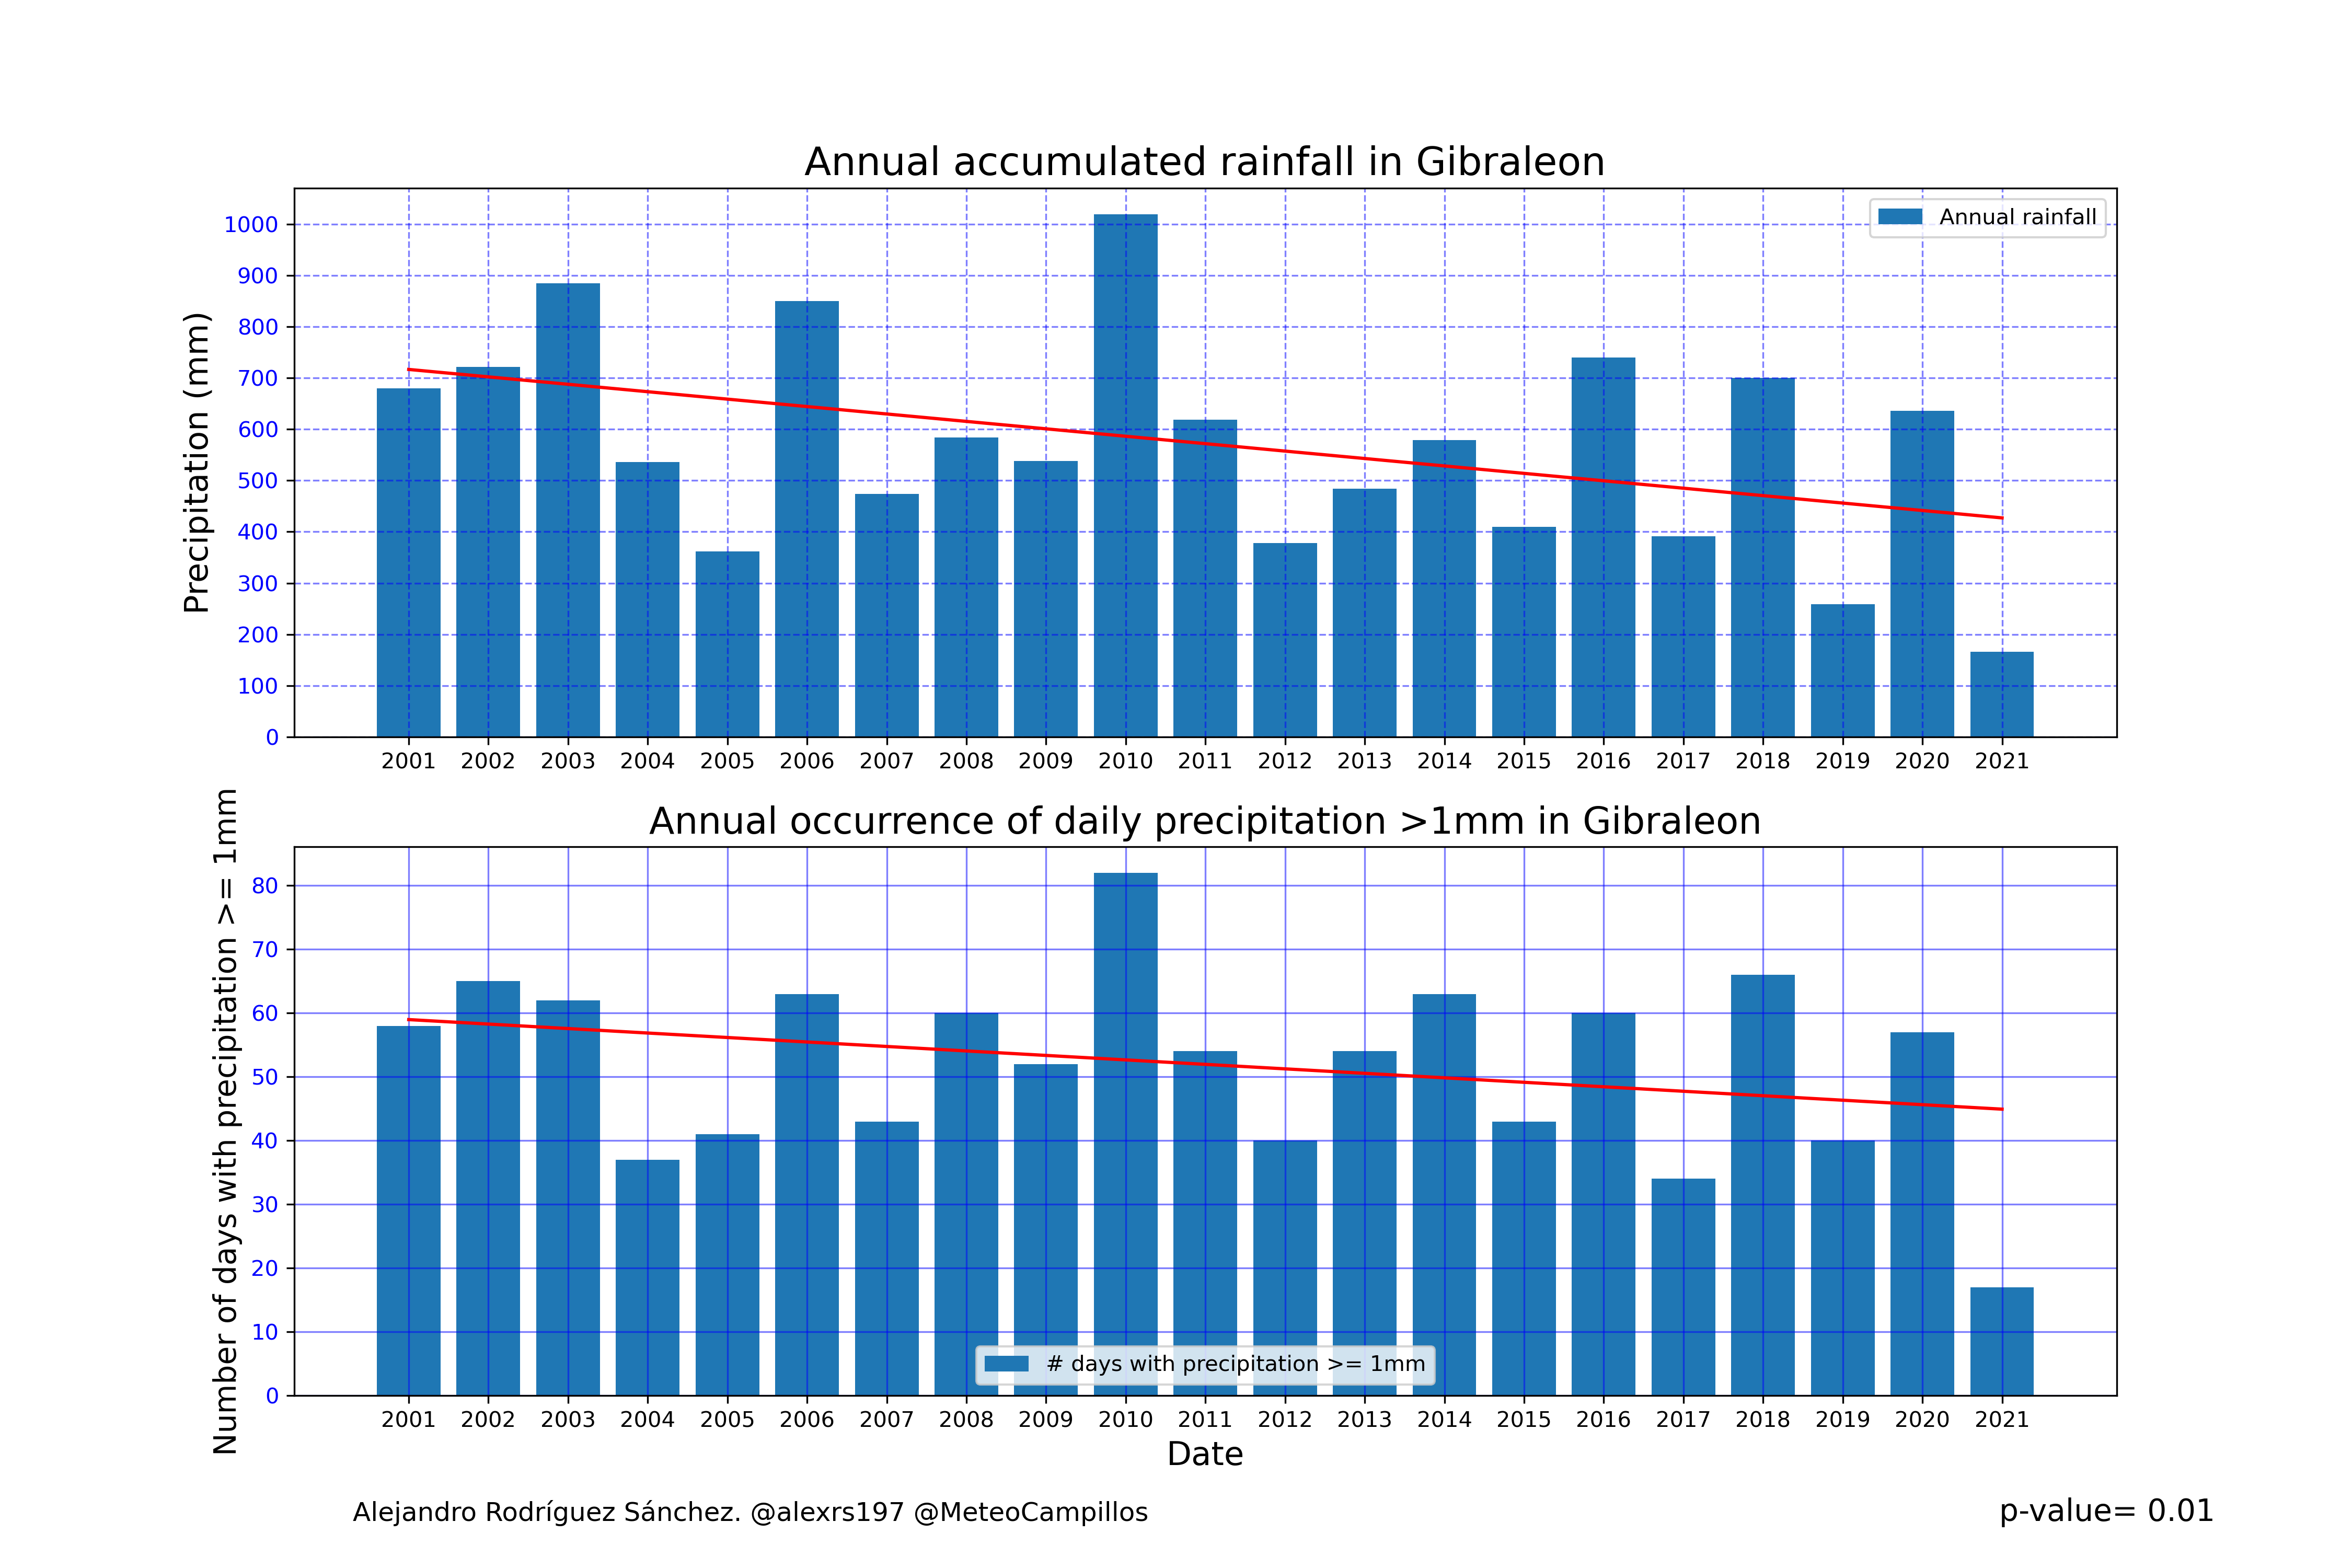 Annual accumulated rainfall in Gibraleon
Precipitation (mm)
1000
900
800
700
600
500
400
300
200
100
0
Annual rainfall
2001 2002 2003 2004 2005 2006 2007 2008 2009 2010 2011 2012 2013 2014 2015 2016 2017 2018 2019 2020 2021
Annual occurrence of daily precipitation >1mm in Gibraleon
Number of days with precipitation >= 1mm
80
70
60
50
40
30
20
10
0
# days with precipitation >= 1mm
2001 2002 2003 2004 2005 2006 2007 2008 2009 2010 2011 2012 2013 2014 2015 2016 2017 2018 2019 2020 2021
Date
Alejandro Rodríguez Sánchez. @alexrs197 @MeteoCampillos
p-value= 0.01